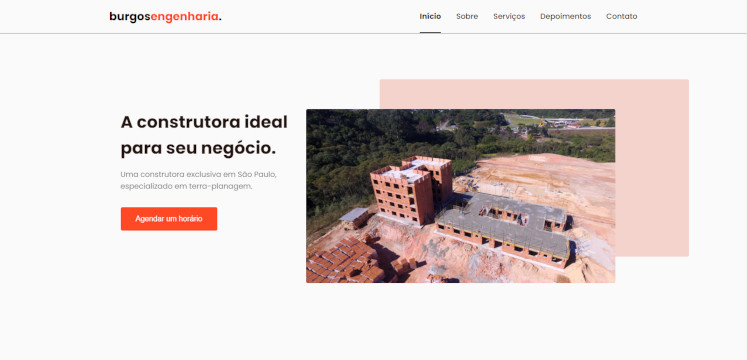 burgosengenharia.
Início Sobre Serviços Depoimentos Contato
A construtora ideal
para seu negócio.
Uma construtora exclusiva em São Paulo,
especializado em terra-planagem.
Agendar um horário